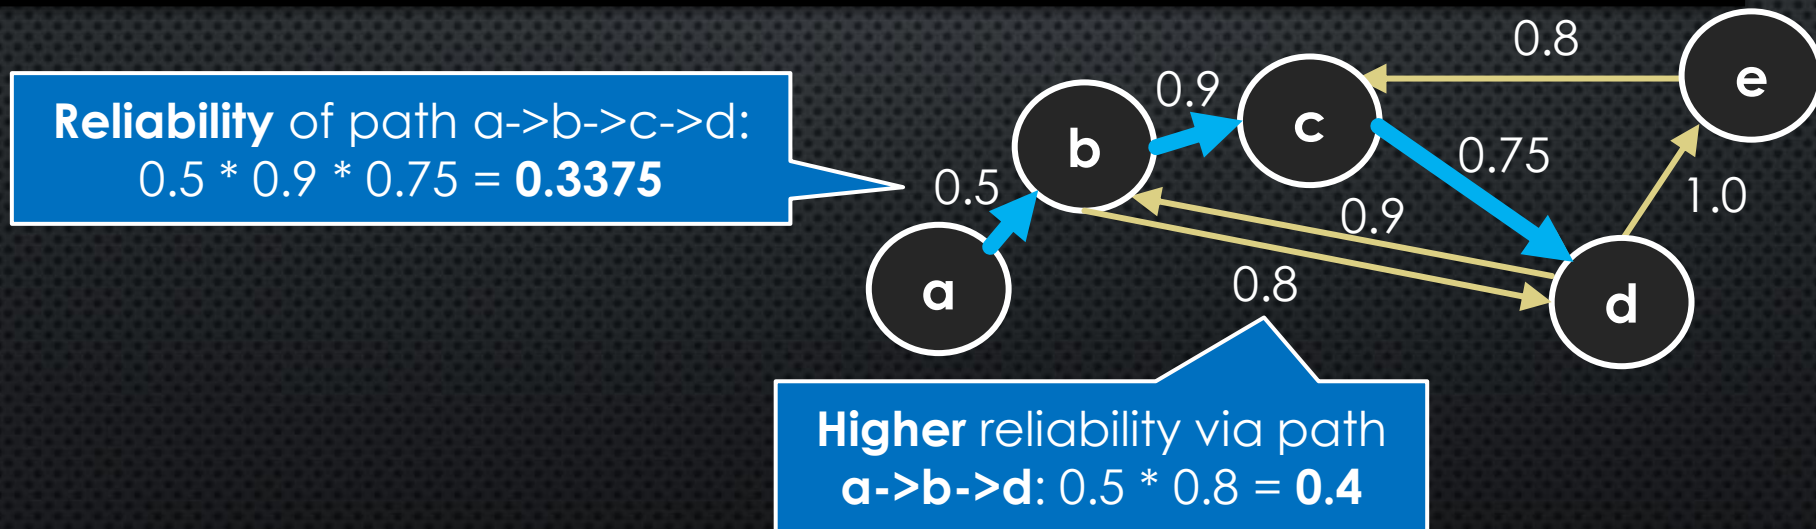 Reliability of path a->b->c->d:
0.5 * 0.9 * 0.75 = 0.3375
0.8
e
0.9
c
b
0.75
0.5
1.0
0.9
a
0.8
d
Higher reliability via path
a->b->d: 0.5 * 0.8 = 0.4